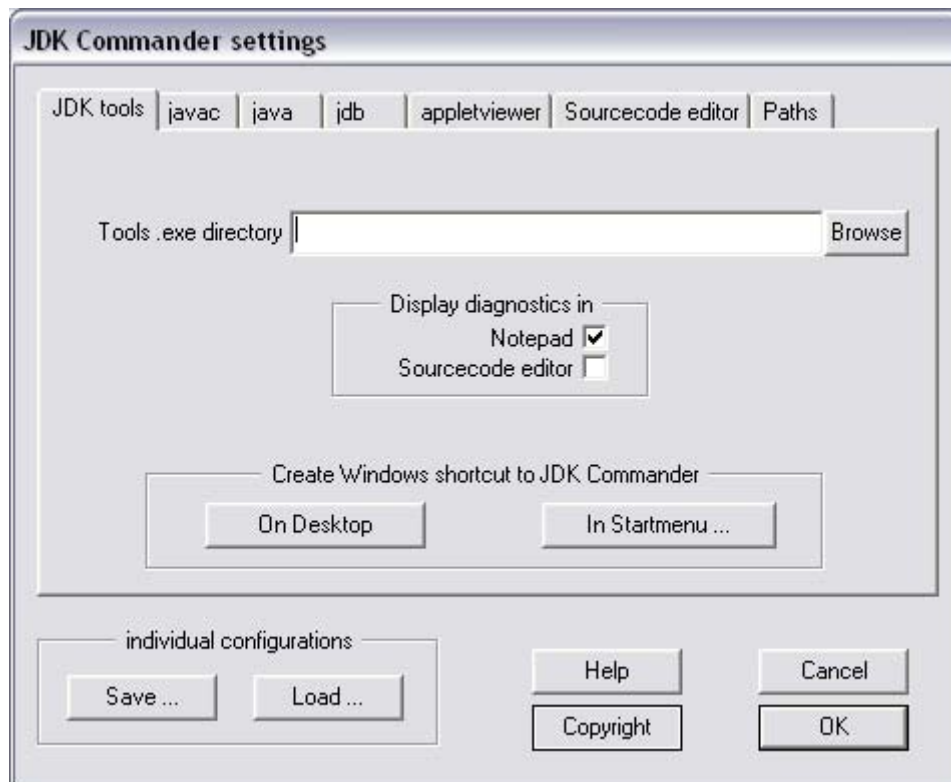 JDK Commander settings
JDK tools javac java jdb appletviewer Sourcecode editor Paths
Tools .exe directory Browse
Display diagnostics in
Notepad
Sourcecode editor
Create Windows shortcut to JDK Commander
On Desktop In Startmenu ...
individual configurations
Save ... Load ... Help Cancel
Copyright OK